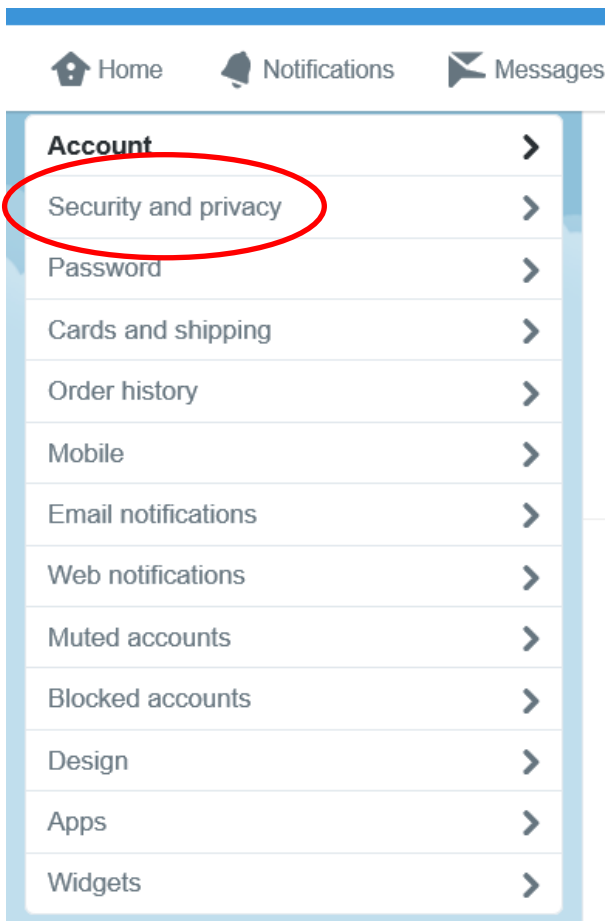 Home Notifications Messages
Account
Security and privacy
Password
Cards and shipping
Order history
Mobile
Email notifications
Web notifications
Muted accounts
Blocked accounts
Design
Apps
Widgets